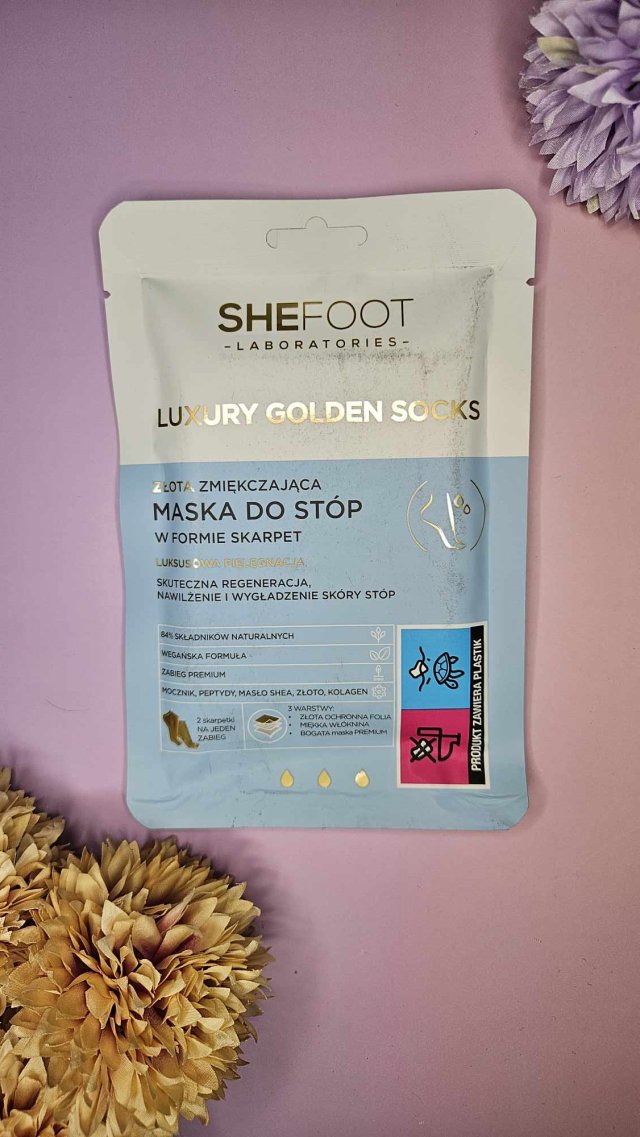 SHEFOOT
-LABORATORIES-
LUXURY GOLDEN SOCKS
ZŁOTA ZMIĘKCZAJĄCA
MASKA DO STÓP
W FORMIE SKARPET
LUKSUSOWA PIELĘGNACJA
SKUTECZNA REGENERACJA,
NAWILŻENIE I WYGŁADZENIE SKÓRY STÓP
84% SKŁADNIKÓW NATURALNYCH
WEGAŃSKA FORMUŁA
ZABIEG PREMIUM
MOCZNIK, PEPTYDY, MASŁO SHEA, ZŁOTO, KOLAGEN
2 skarpetki
NA JEDEN
ZABIEG
3 WARSTWY:
• ZŁOTA OCHRONNA FOLIA
• MIĘKKA WŁÓKNINA
• BOGATA maska PREMIUM
PRODUKT ZAWIERA PLASTIK